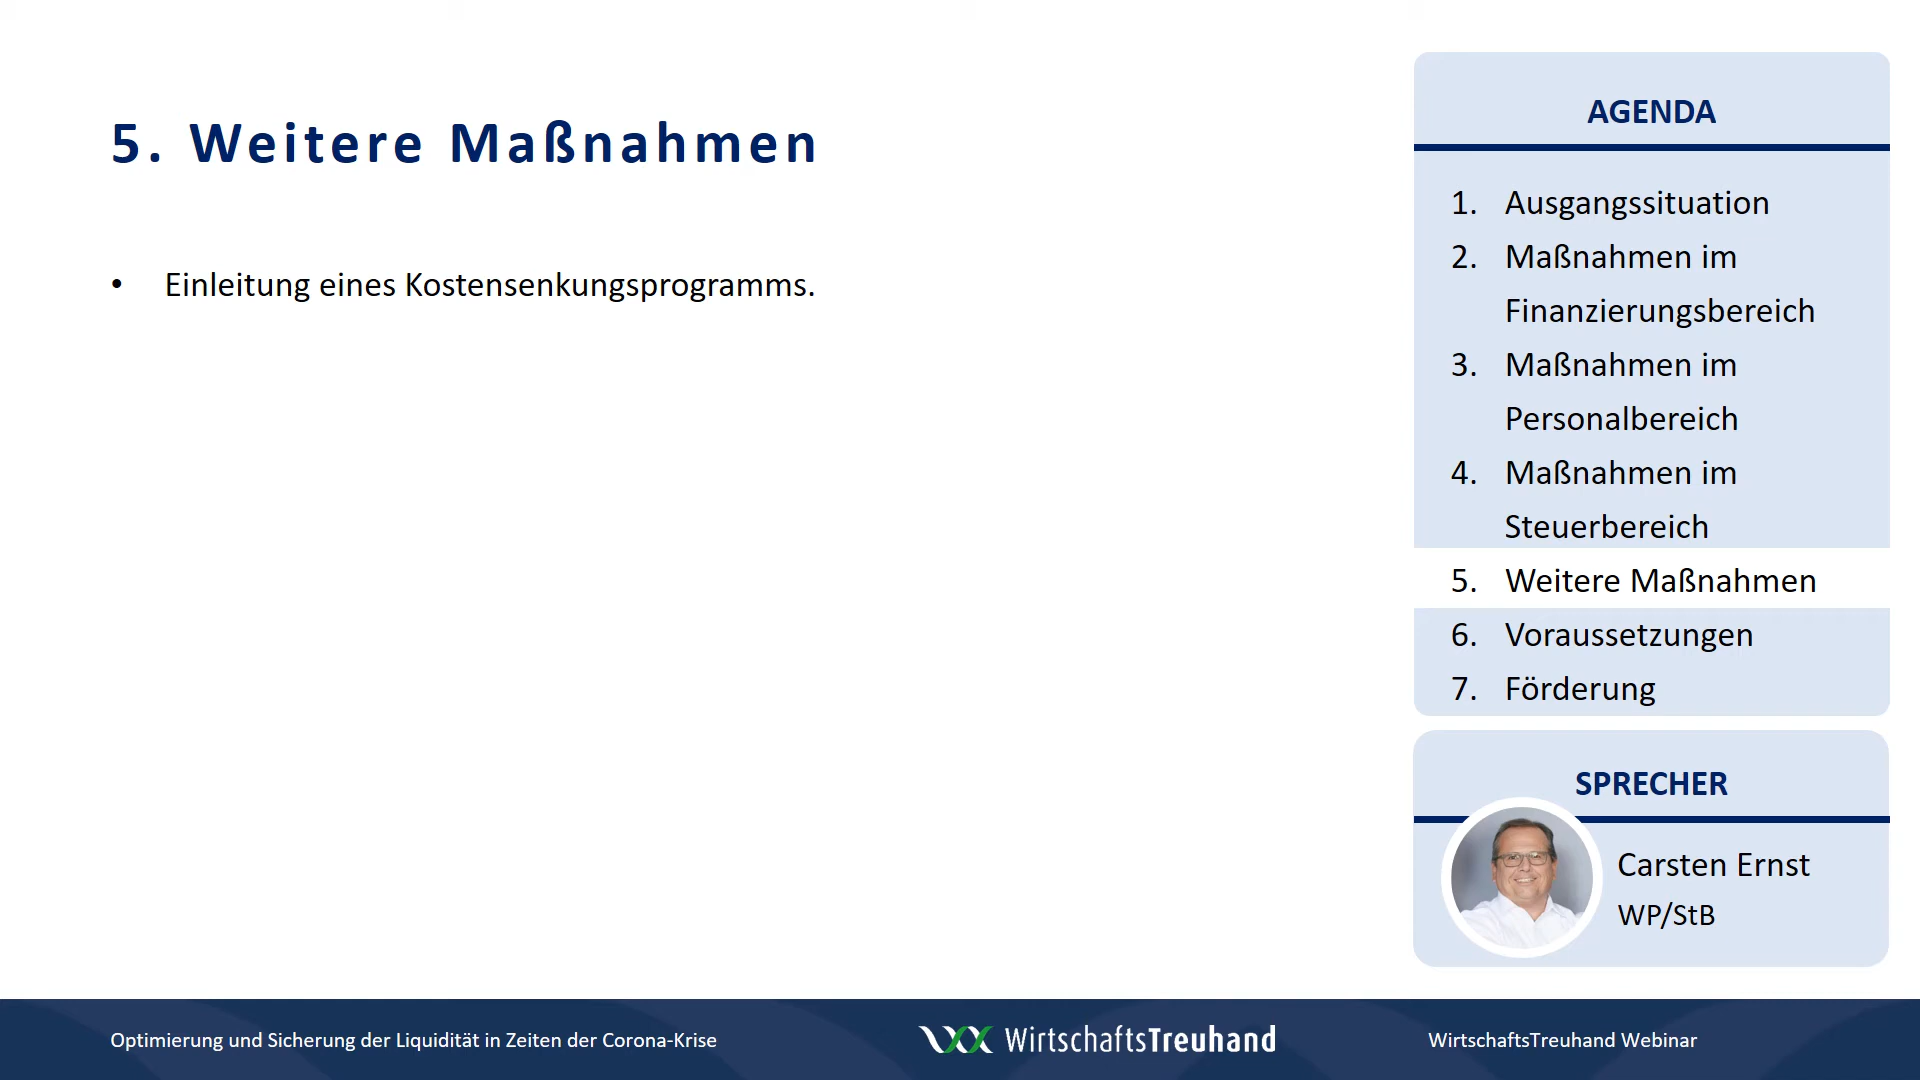 5. Weitere Maßnahmen
• Einleitung eines Kostensenkungsprogramms.
AGENDA
1. Ausgangssituation
2. Maßnahmen im
Finanzierungsbereich
3. Maßnahmen im
Personalbereich
4. Maßnahmen im
Steuerbereich
5. Weitere Maßnahmen
6. Voraussetzungen
7. Förderung
SPRECHER
Carsten Ernst
WP/StB
Optimierung und Sicherung der Liquidität in Zeiten der Corona-Krise
WirtschaftsTreuhand
WirtschaftsTreuhand Webinar